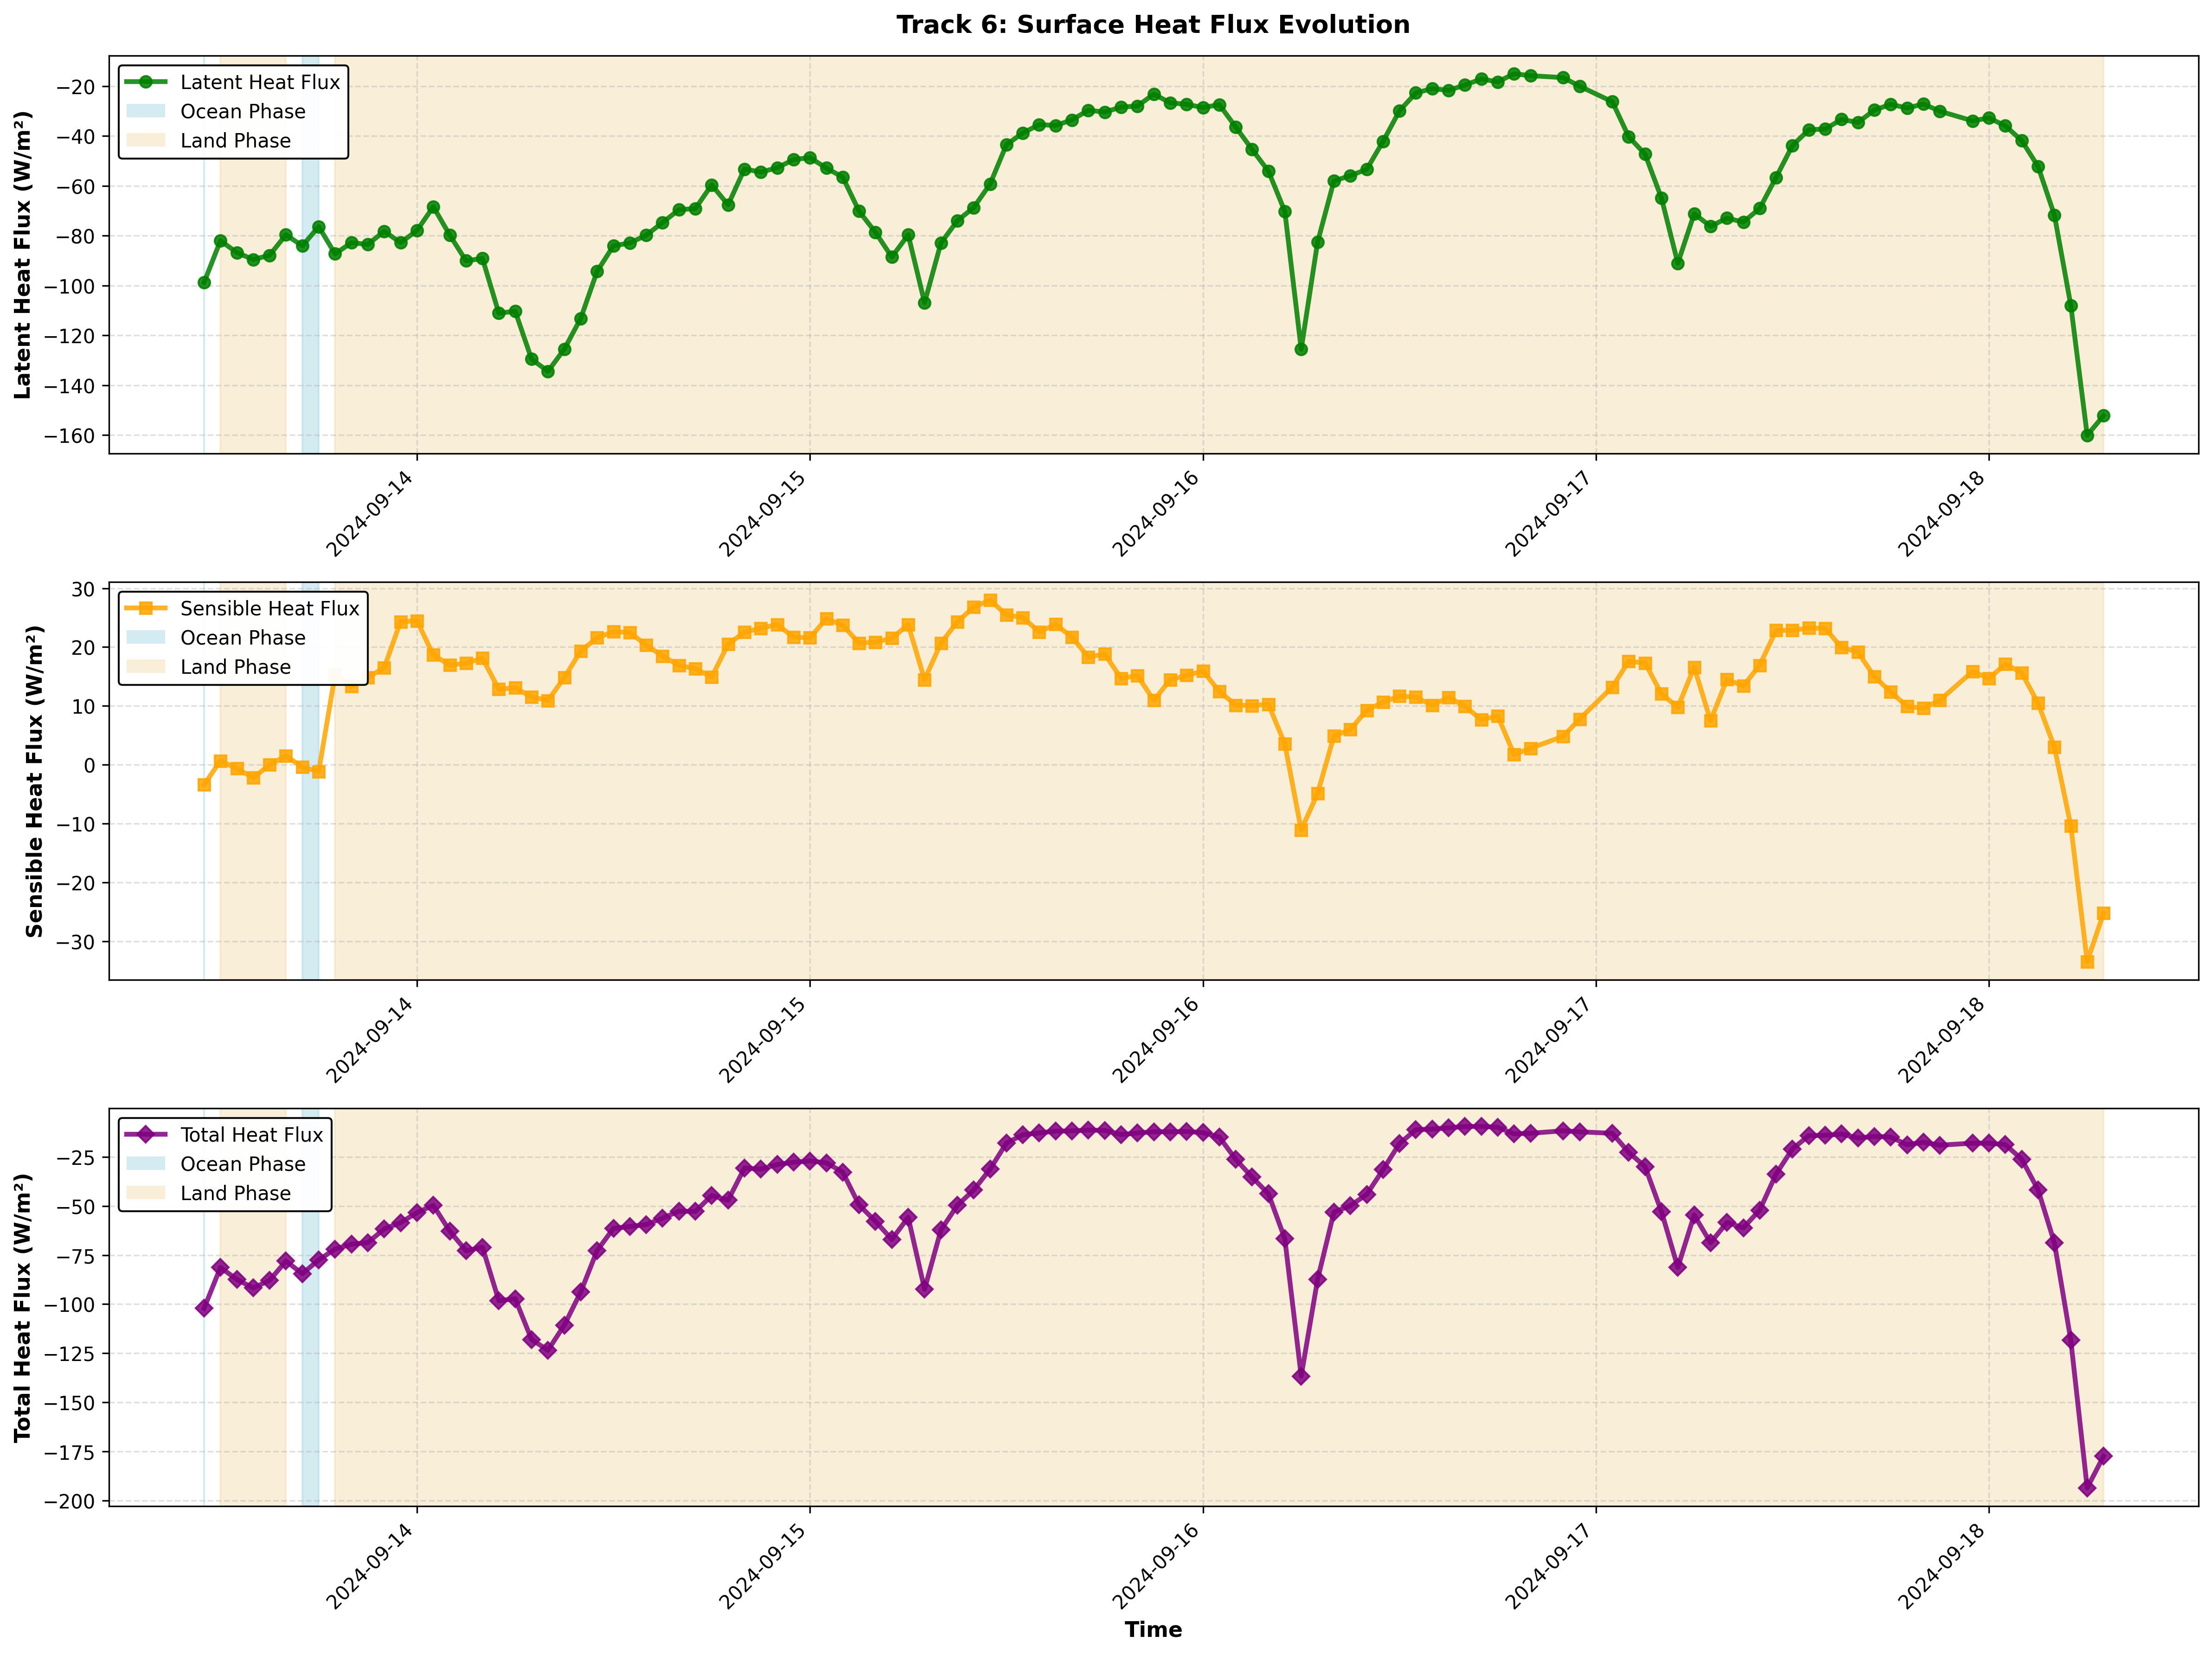 Track 6: Surface Heat Flux Evolution
Latent Heat Flux (W/m²)
−20
−40
−60
−80
−100
−120
−140
−160
Latent Heat Flux
Ocean Phase
Land Phase
2024-09-14
2024-09-15
2024-09-16
2024-09-17
2024-09-18
Sensible Heat Flux (W/m²)
30
20
10
0
−10
−20
−30
Sensible Heat Flux
Ocean Phase
Land Phase
2024-09-14
2024-09-15
2024-09-16
2024-09-17
2024-09-18
Total Heat Flux (W/m²)
−25
−50
−75
−100
−125
−150
−175
−200
Total Heat Flux
Ocean Phase
Land Phase
2024-09-14
2024-09-15
2024-09-16
2024-09-17
2024-09-18
Time